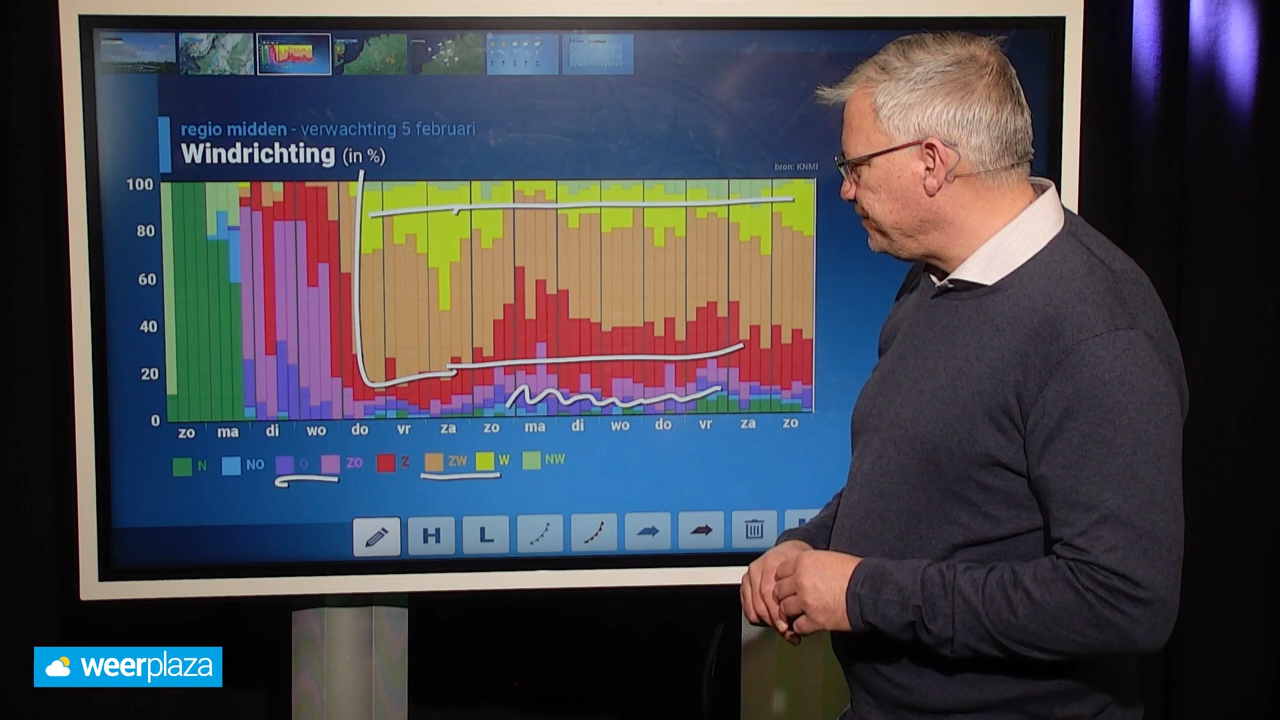 regio midden - verwachting 5 februari
Windrichting (in %)
bron: KNMI
100
80
60
40
20
0
zo ma di wo do vr za zo ma di wo do vr za zo
N NO O ZO Z ZW W NW
H L
weerplaza